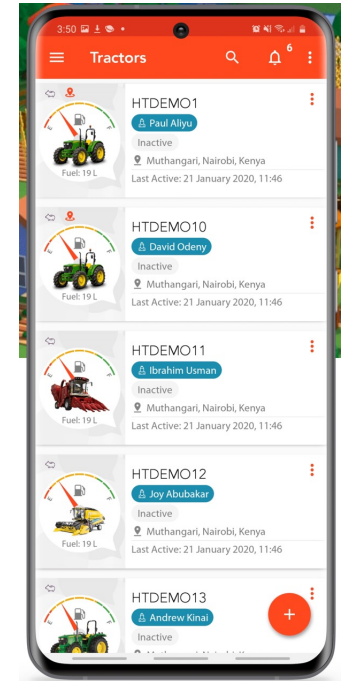 3:50
Tractors
6
HTDEMO1
Paul Aliyu
Inactive
Muthangari, Nairobi, Kenya
Fuel: 19 L
Last Active: 21 January 2020, 11:46
HTDEMO10
David Odeny
Inactive
Muthangari, Nairobi, Kenya
Fuel: 19 L
Last Active: 21 January 2020, 11:46
HTDEMO11
Ibrahim Usman
Inactive
Muthangari, Nairobi, Kenya
Fuel: 19 L
Last Active: 21 January 2020, 11:46
HTDEMO12
Joy Abubakar
Inactive
Muthangari, Nairobi, Kenya
Fuel: 19 L
Last Active: 21 January 2020, 11:46
HTDEMO13
Andrew Kinai
Inactive
+